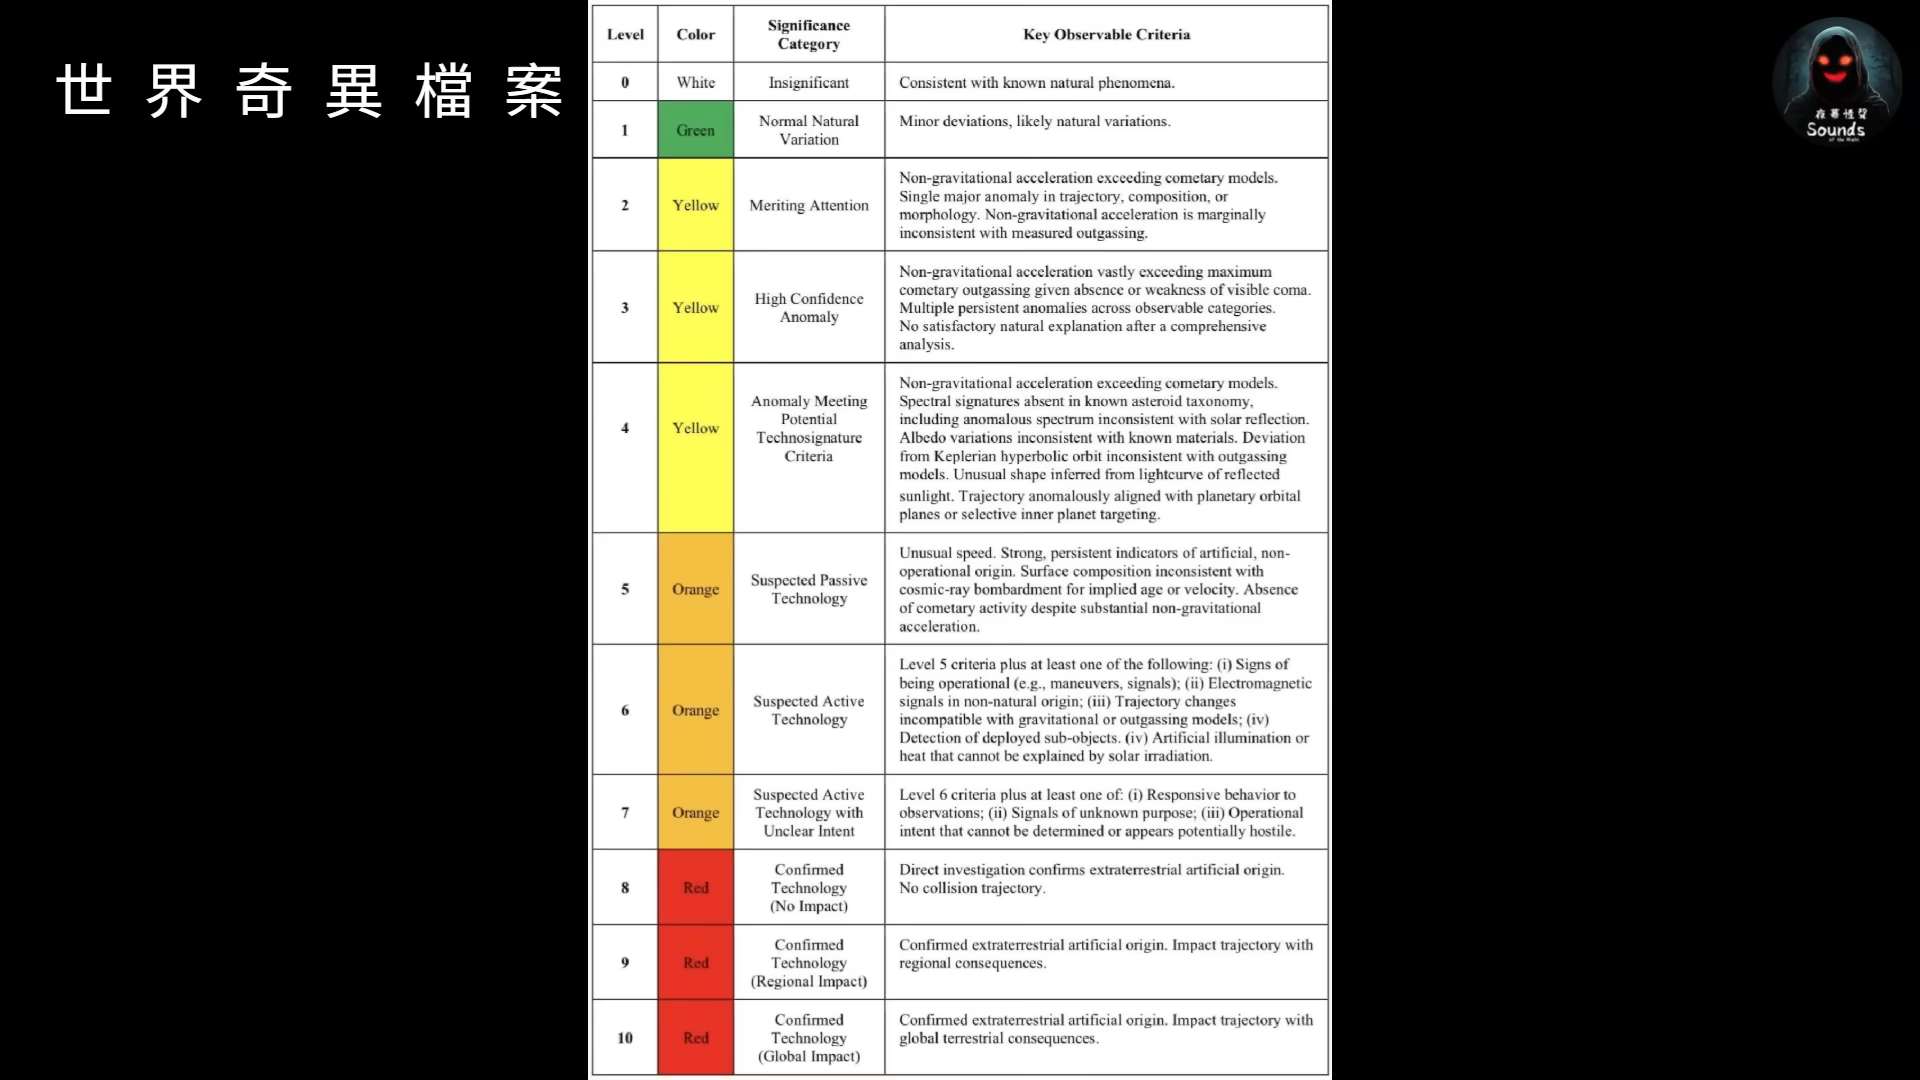 世界奇異檔案
夜幕怪聲
Sounds
of the Night
Level Color Significance Category Key Observable Criteria
0 White Insignificant Consistent with known natural phenomena.
1 Green Normal Natural Variation Minor deviations, likely natural variations.
2 Yellow Meriting Attention
Non-gravitational acceleration exceeding cometary models.
Single major anomaly in trajectory, composition, or
morphology. Non-gravitational acceleration is marginally
inconsistent with measured outgassing.
3 Yellow High Confidence Anomaly
Non-gravitational acceleration vastly exceeding maximum
cometary outgassing given absence or weakness of visible coma.
Multiple persistent anomalies across observable categories.
No satisfactory natural explanation after a comprehensive
analysis.
4 Yellow Anomaly Meeting Potential Technosignature Criteria
Non-gravitational acceleration exceeding cometary models.
Spectral signatures absent in known asteroid taxonomy,
including anomalous spectrum inconsistent with solar reflection.
Albedo variations inconsistent with known materials. Deviation
from Keplerian hyperbolic orbit inconsistent with outgassing
models. Unusual shape inferred from lightcurve of reflected
sunlight. Trajectory anomalously aligned with planetary orbital
planes or selective inner planet targeting.
5 Orange Suspected Passive Technology
Unusual speed. Strong, persistent indicators of artificial, non-
operational origin. Surface composition inconsistent with
cosmic-ray bombardment for implied age or velocity. Absence
of cometary activity despite substantial non-gravitational
acceleration.
6 Orange Suspected Active Technology
Level 5 criteria plus at least one of the following: (i) Signs of
being operational (e.g., maneuvers, signals); (ii) Electromagnetic
signals in non-natural origin; (iii) Trajectory changes
incompatible with gravitational or outgassing models; (iv)
Detection of deployed sub-objects. (iv) Artificial illumination or
heat that cannot be explained by solar irradiation.
7 Orange Suspected Active Technology with Unclear Intent
Level 6 criteria plus at least one of: (i) Responsive behavior to
observations; (ii) Signals of unknown purpose; (iii) Operational
intent that cannot be determined or appears potentially hostile.
8 Red Confirmed Technology (No Impact)
Direct investigation confirms extraterrestrial artificial origin.
No collision trajectory.
9 Red Confirmed Technology (Regional Impact)
Confirmed extraterrestrial artificial origin. Impact trajectory with
regional consequences.
10 Red Confirmed Technology (Global Impact)
Confirmed extraterrestrial artificial origin. Impact trajectory with
global terrestrial consequences.